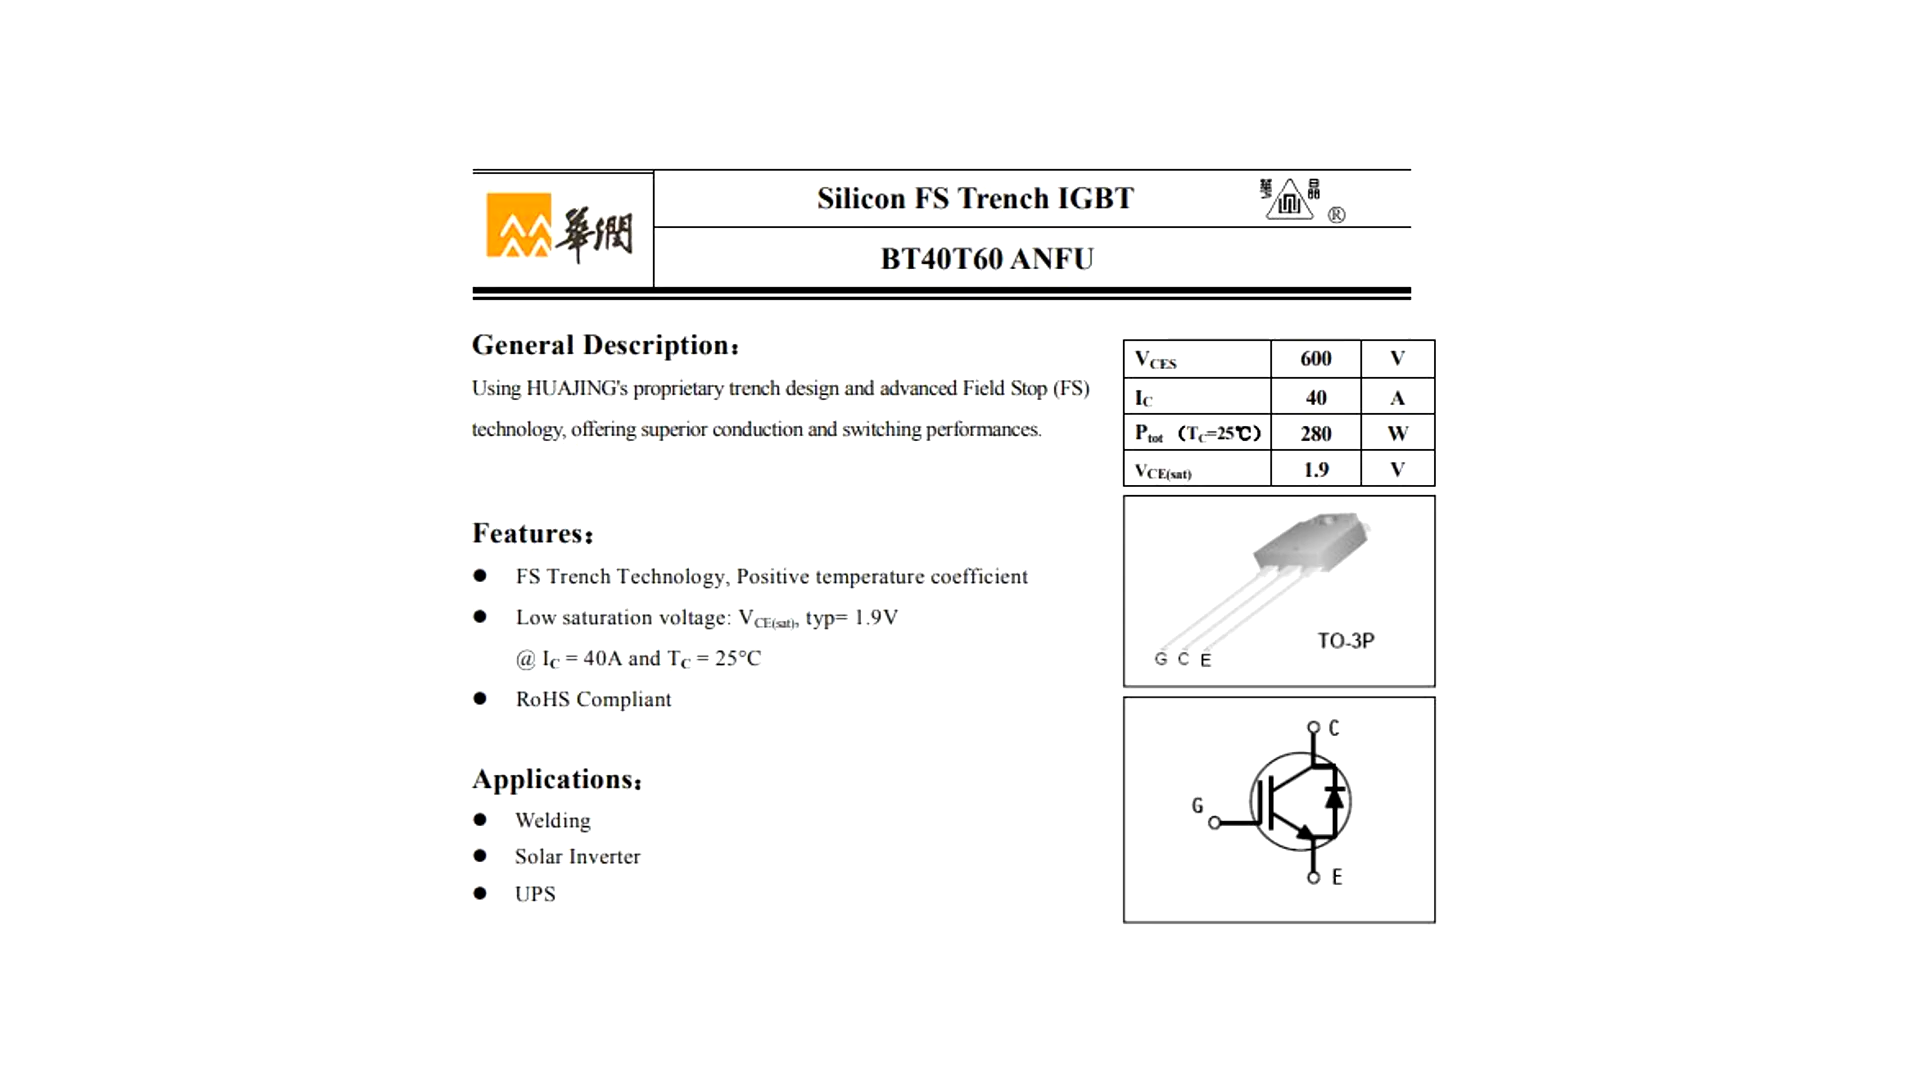 華潤
Silicon FS Trench IGBT
華晶
®
BT40T60 ANFU
General Description：
Using HUAJING's proprietary trench design and advanced Field Stop (FS)
technology, offering superior conduction and switching performances.
Features：
● FS Trench Technology, Positive temperature coefficient
● Low saturation voltage: VCE(sat), typ= 1.9V
@ IC = 40A and TC = 25°C
● RoHS Compliant
Applications：
● Welding
● Solar Inverter
● UPS
VCES 600 V
IC 40 A
Ptot （TC=25℃） 280 W
VCE(sat) 1.9 V
TO-3P
G C E
C
G
E